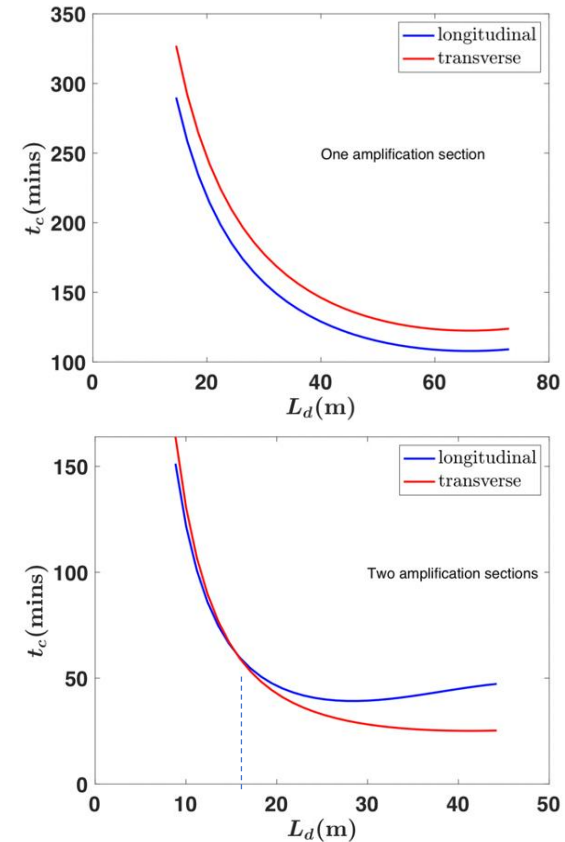 350
300
250
200
150
100
t_c(mins)
longitudinal
transverse
One amplification section
0 20 40 60 80
L_d(m)
150
100
50
0
t_c(mins)
longitudinal
transverse
Two amplification sections
0 10 20 30 40 50
L_d(m)